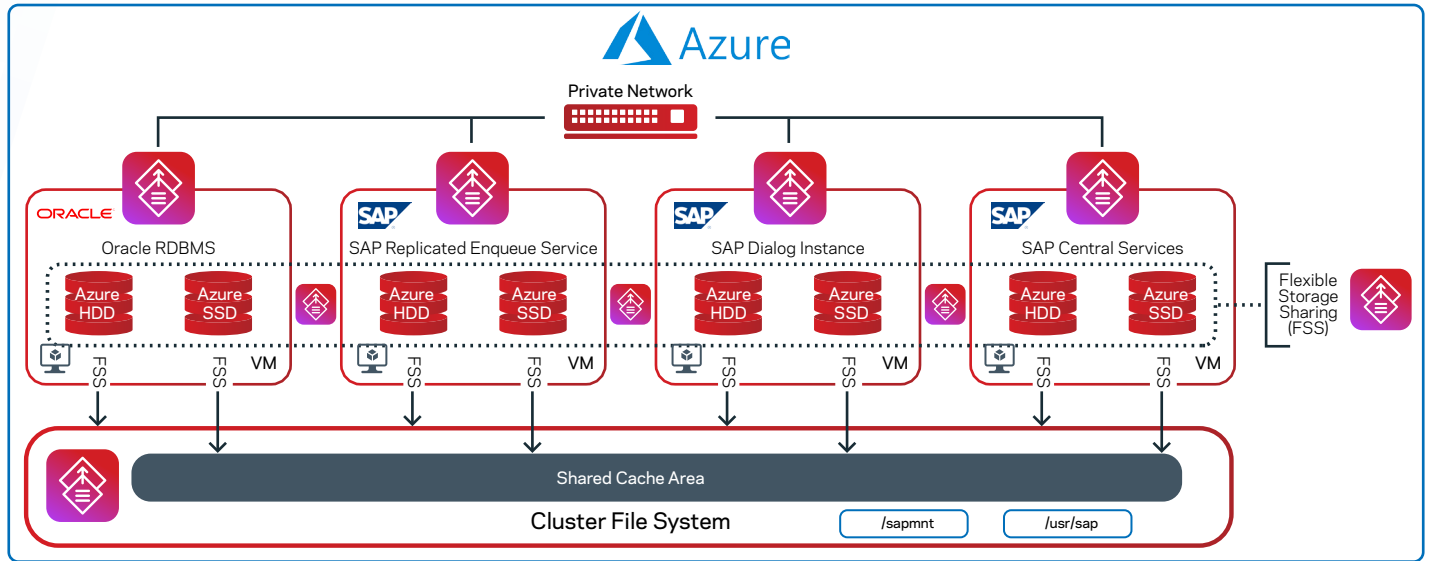 Azure
Private Network
ORACLE
Oracle RDBMS
SAP
SAP Replicated Enqueue Service
SAP
SAP Dialog Instance
SAP
SAP Central Services
Azure
HDD
Azure
SSD
Azure
HDD
Azure
SSD
Azure
HDD
Azure
SSD
Azure
HDD
Azure
SSD
Flexible
Storage
Sharing
(FSS)
FSS
FSS
VM
FSS
FSS
VM
FSS
FSS
VM
FSS
FSS
VM
Shared Cache Area
Cluster File System
/sapmnt
/usr/sap